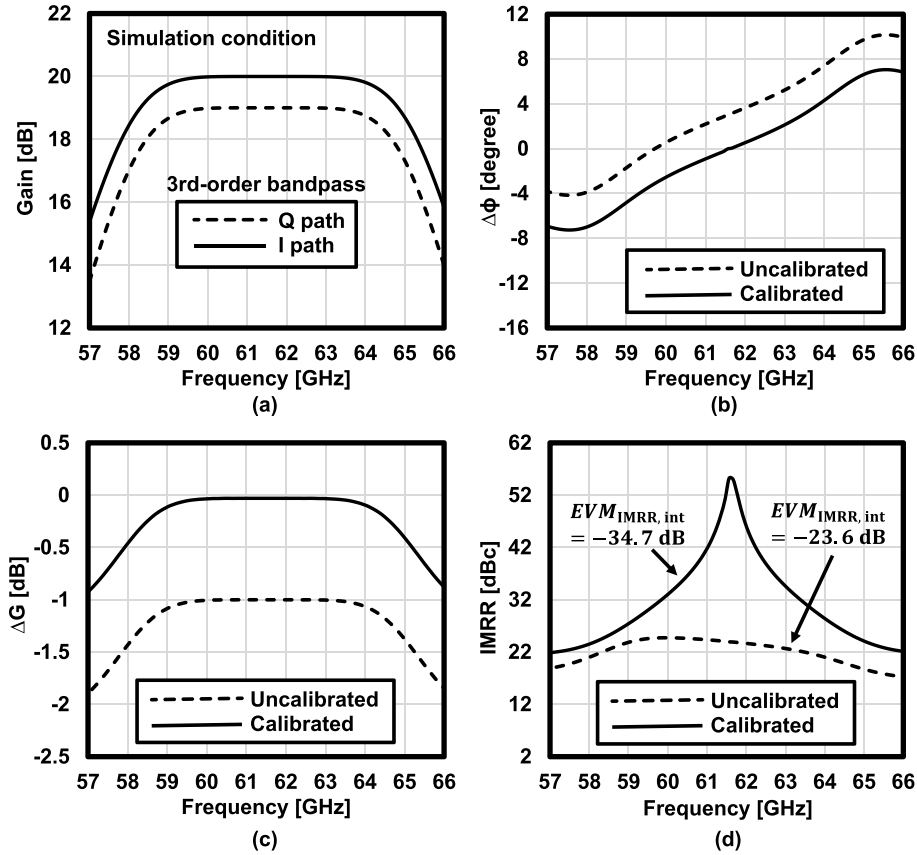 Simulation condition
Gain [dB]
22
20
18
16
14
12
3rd-order bandpass
Q path
I path
57 58 59 60 61 62 63 64 65 66
Frequency [GHz]
(a)
Δϕ [degree]
12
8
4
0
-4
-8
-12
-16
Uncalibrated
Calibrated
57 58 59 60 61 62 63 64 65 66
Frequency [GHz]
(b)
ΔG [dB]
0.5
0
-0.5
-1
-1.5
-2
-2.5
Uncalibrated
Calibrated
57 58 59 60 61 62 63 64 65 66
Frequency [GHz]
(c)
IMRR [dBc]
62
52
42
32
22
12
2
EVM_IMRR, int
= −34.7 dB
EVM_IMRR, int
= −23.6 dB
Uncalibrated
Calibrated
57 58 59 60 61 62 63 64 65 66
Frequency [GHz]
(d)